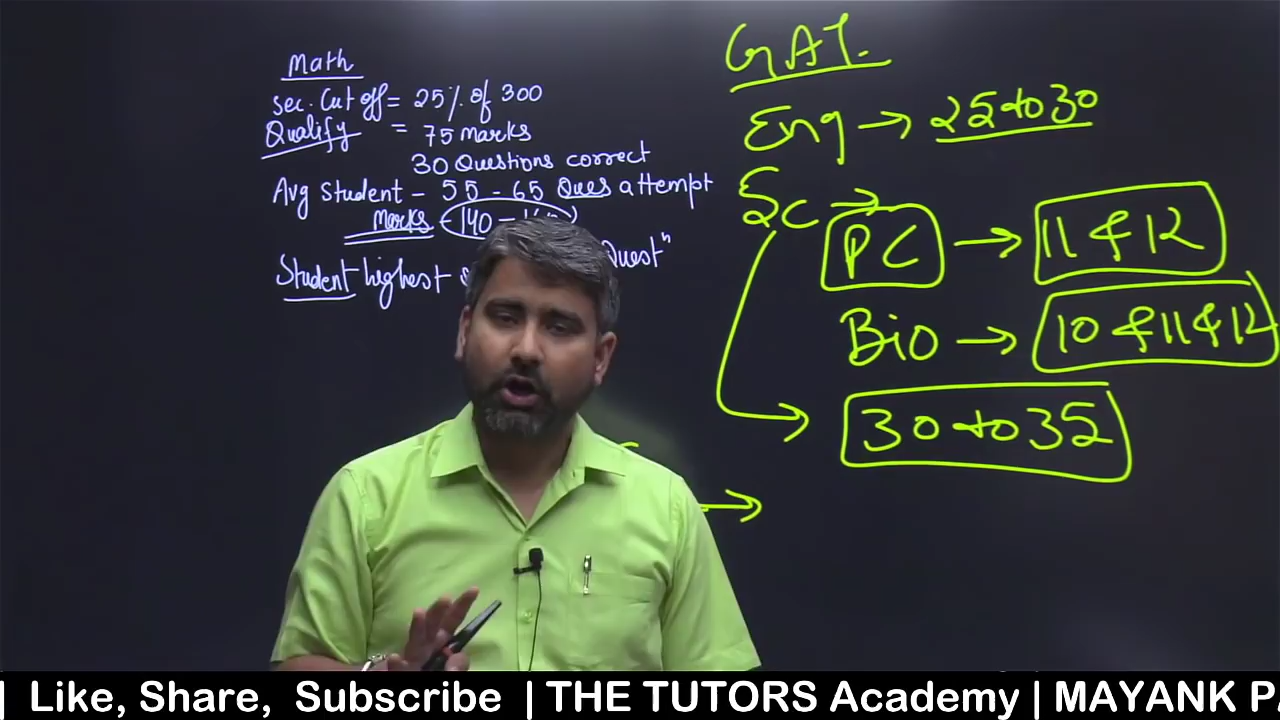 Math
Sec. Cut off = 25% of 300
Qualify = 75 marks
30 Questions correct
Avg student - 55 - 65 Ques attempt
Marks - 140 -
Student highest Questⁿ
GAT.
Eng → 25 to 30
Sc →
PC → 11 & 12
Bio → 10 & 11 & 12
→ 30 to 35
→
| Like, Share, Subscribe | THE TUTORS Academy | MAYANK P.